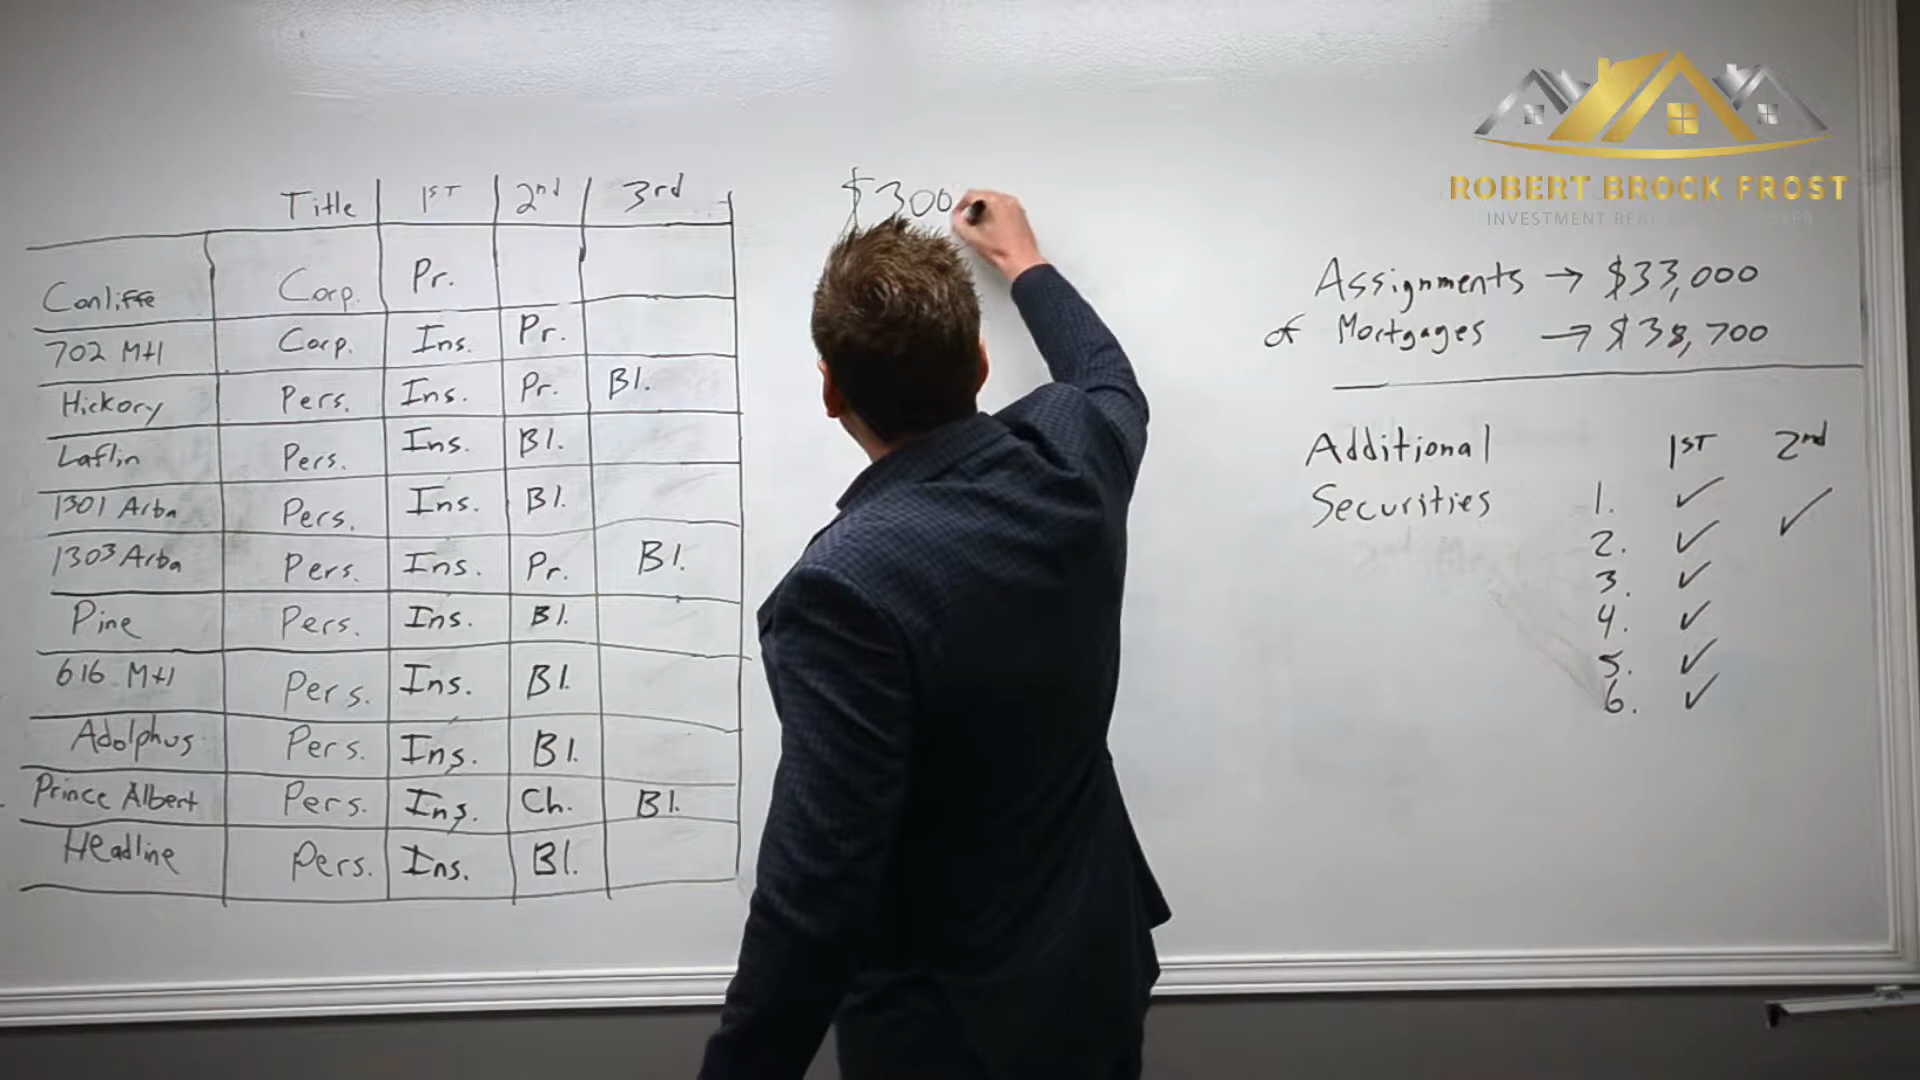 Title 1ST 2nd 3rd
Conliffe Corp. Pr.
702 Mtl Corp. Ins. Pr.
Hickory Pers. Ins. Pr. Bl.
Laflin Pers. Ins. Bl.
1301 Arba Pers. Ins. Bl.
1303 Arba Pers. Ins. Pr. Bl.
Pine Pers. Ins. Bl.
616 Mtl Pers. Ins. Bl.
Adolphus Pers. Ins. Bl.
Prince Albert Pers. Ins. Ch. Bl.
Headline Pers. Ins. Bl.
$300
ROBERT BROCK FROST
Assignments → $33,000
of Mortgages → $38,700
Additional 1ST 2nd
Securities 1. ✓ ✓
2. ✓
3. ✓
4. ✓
5. ✓
6. ✓